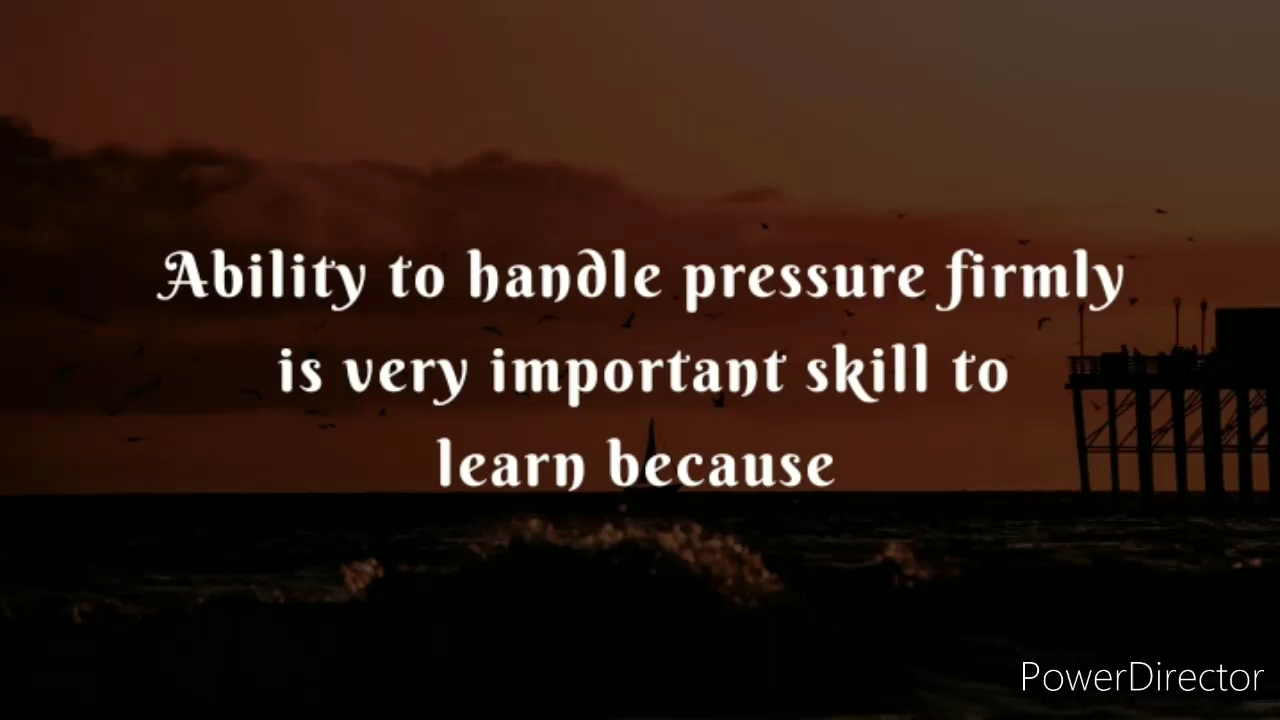 Ability to handle pressure firmly
is very important skill to
learn because
PowerDirector